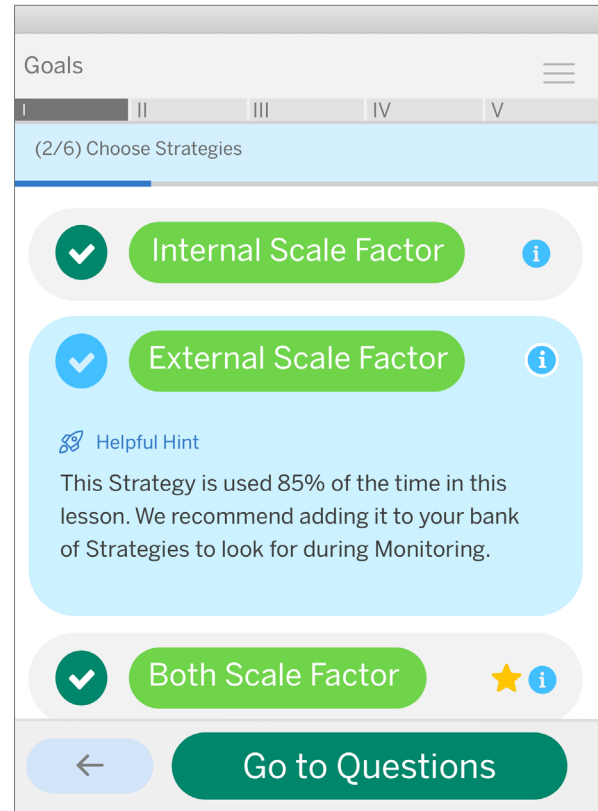 Goals
I II III IV V
(2/6) Choose Strategies
Internal Scale Factor
External Scale Factor
Helpful Hint
This Strategy is used 85% of the time in this
lesson. We recommend adding it to your bank
of Strategies to look for during Monitoring.
Both Scale Factor
Go to Questions